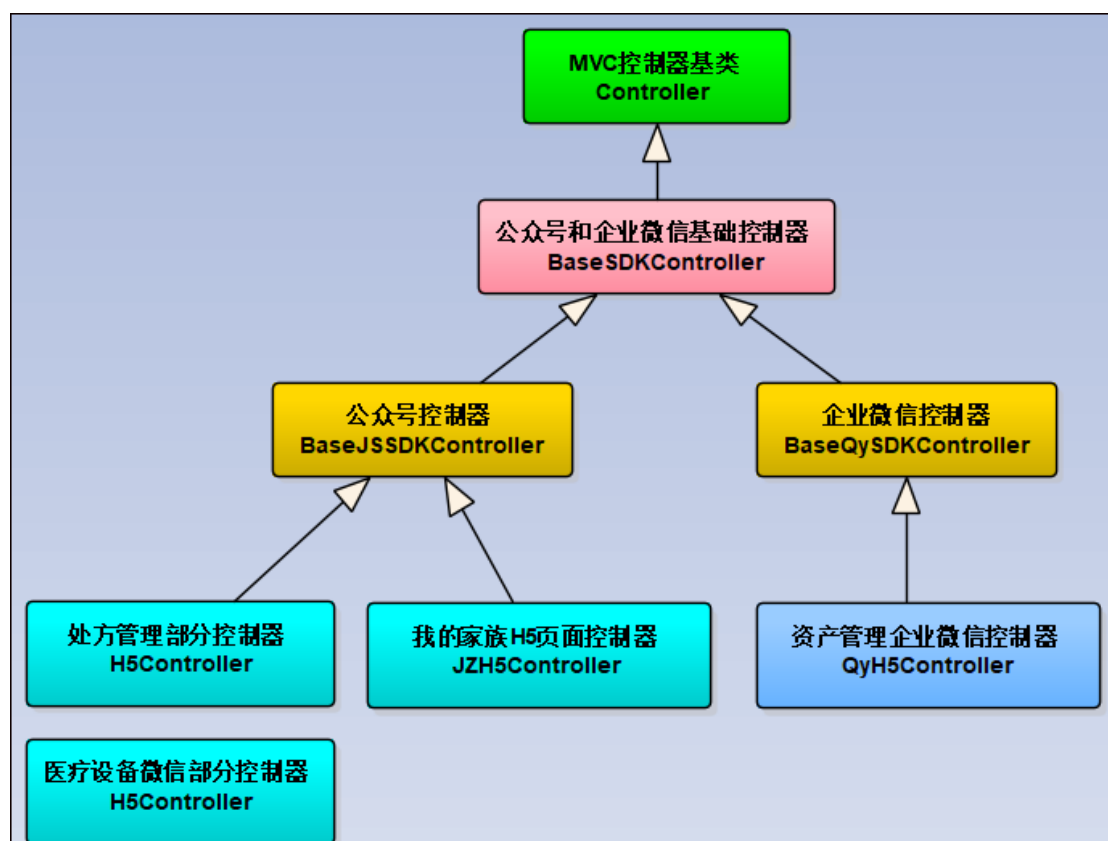 MVC控制器基类
Controller
公众号和企业微信基础控制器
BaseSDKController
公众号控制器
BaseJSSDKController
企业微信控制器
BaseQySDKController
处方管理部分控制器
H5Controller
我的家族H5页面控制器
JZH5Controller
资产管理企业微信控制器
QyH5Controller
医疗设备微信部分控制器
H5Controller